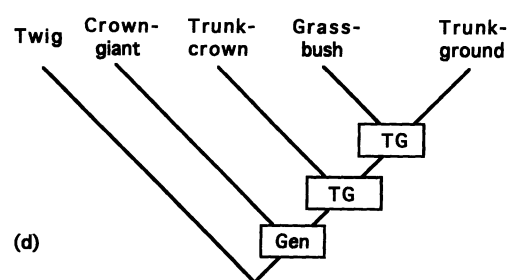 Twig
Crown-
giant
Trunk-
crown
Grass-
bush
Trunk-
ground
TG
TG
Gen
(d)